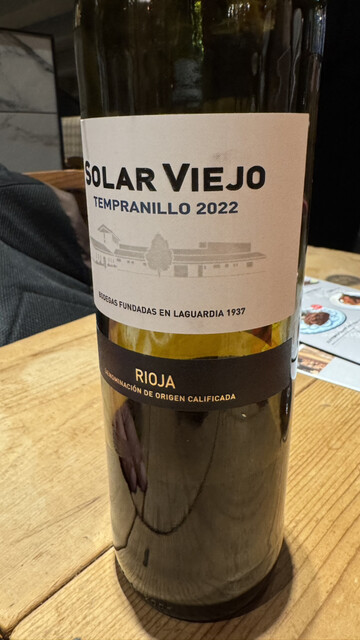 SOLAR VIEJO
TEMPRANILLO 2022
BODEGAS FUNDADAS EN LAGUARDIA 1937
RIOJA
DENOMINACIÓN DE ORIGEN CALIFICADA